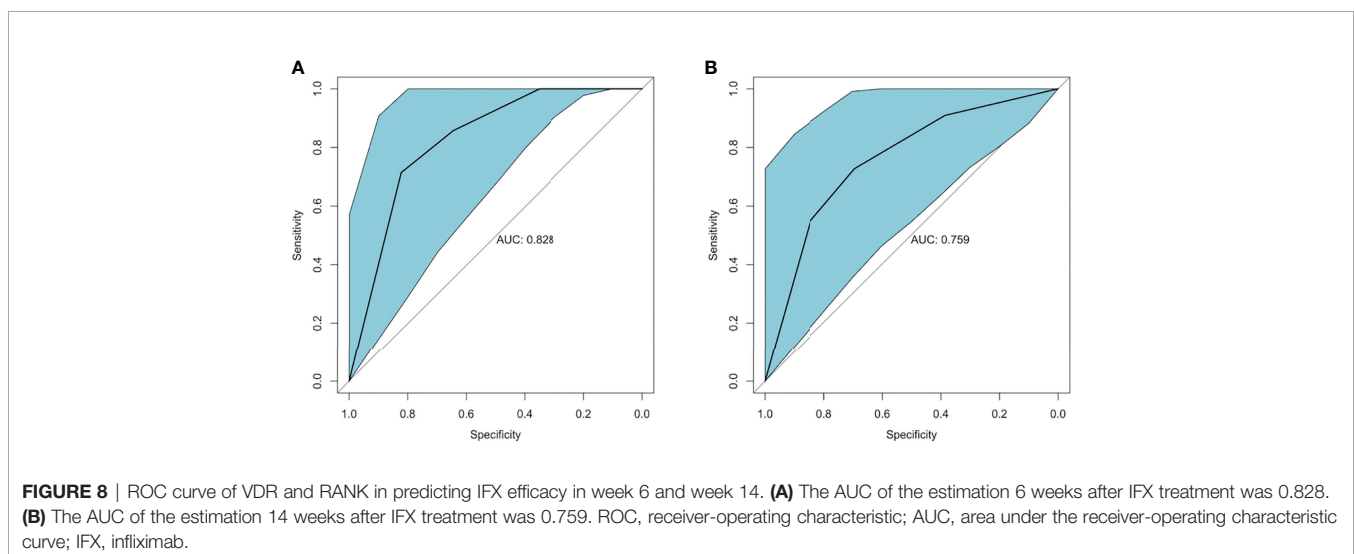 A
B
1.0
0.8
0.6
0.4
0.2
0.0
Sensitivity
AUC: 0.828
1.0 0.8 0.6 0.4 0.2 0.0
Specificity
1.0
0.8
0.6
0.4
0.2
0.0
Sensitivity
AUC: 0.759
1.0 0.8 0.6 0.4 0.2 0.0
Specificity
FIGURE 8 | ROC curve of VDR and RANK in predicting IFX efficacy in week 6 and week 14. (A) The AUC of the estimation 6 weeks after IFX treatment was 0.828.
(B) The AUC of the estimation 14 weeks after IFX treatment was 0.759. ROC, receiver-operating characteristic; AUC, area under the receiver-operating characteristic
curve; IFX, infliximab.